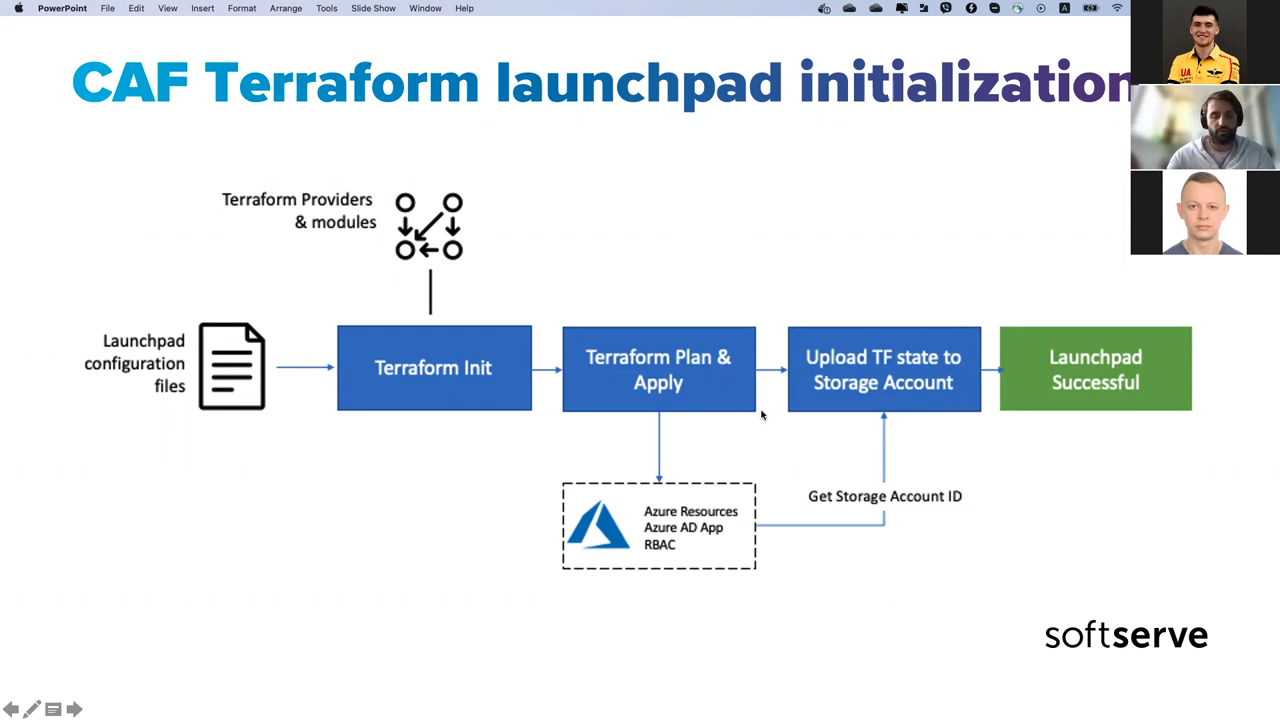 PowerPoint File Edit View Insert Format Arrange Tools Slide Show Window Help
CAF Terraform launchpad initialization
UA
Terraform Providers
& modules
Launchpad
configuration
files
Terraform Init
Terraform Plan &
Apply
Upload TF state to
Storage Account
Launchpad
Successful
Azure Resources
Azure AD App
RBAC
Get Storage Account ID
softserve